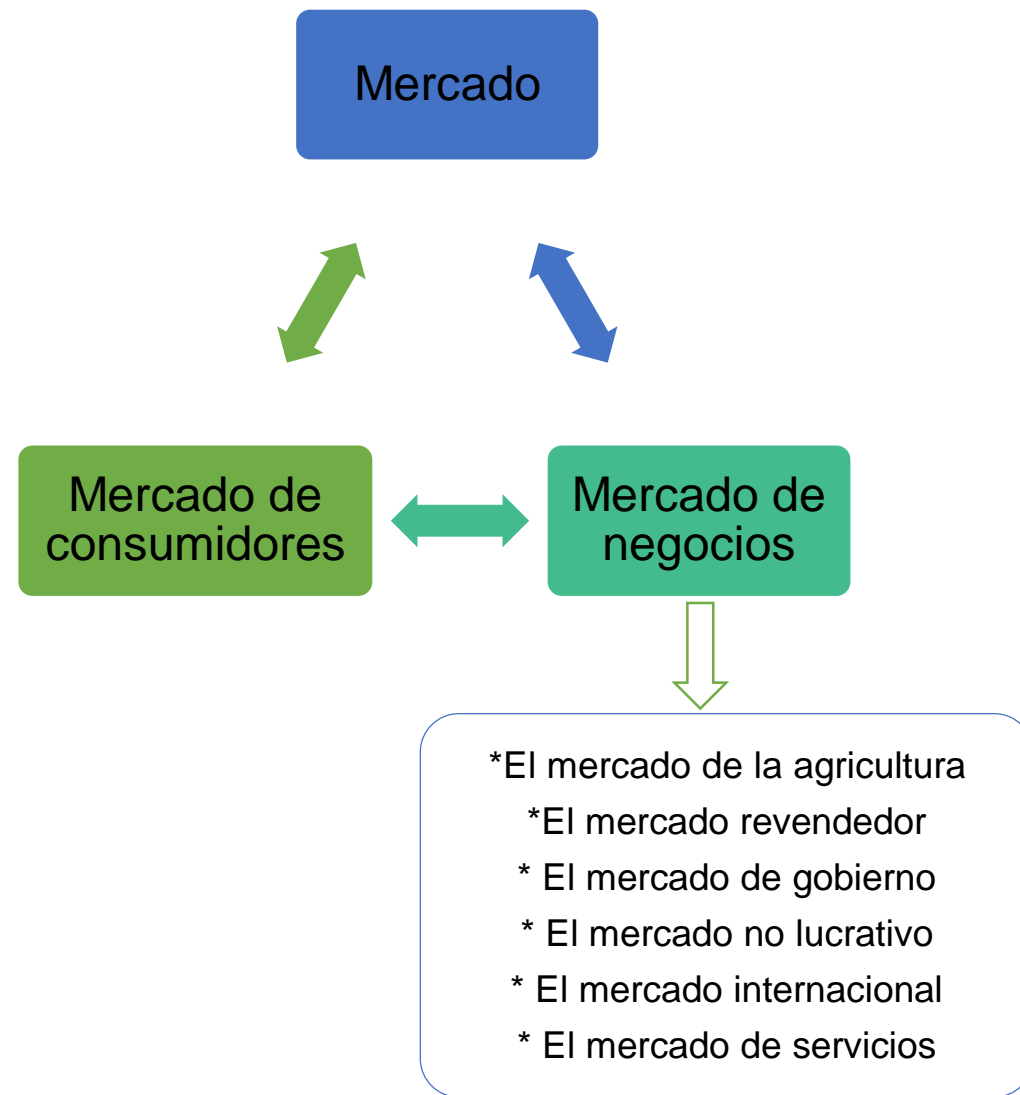 Mercado
Mercado de
consumidores
Mercado de
negocios
*El mercado de la agricultura
*El mercado revendedor
* El mercado de gobierno
* El mercado no lucrativo
* El mercado internacional
* El mercado de servicios